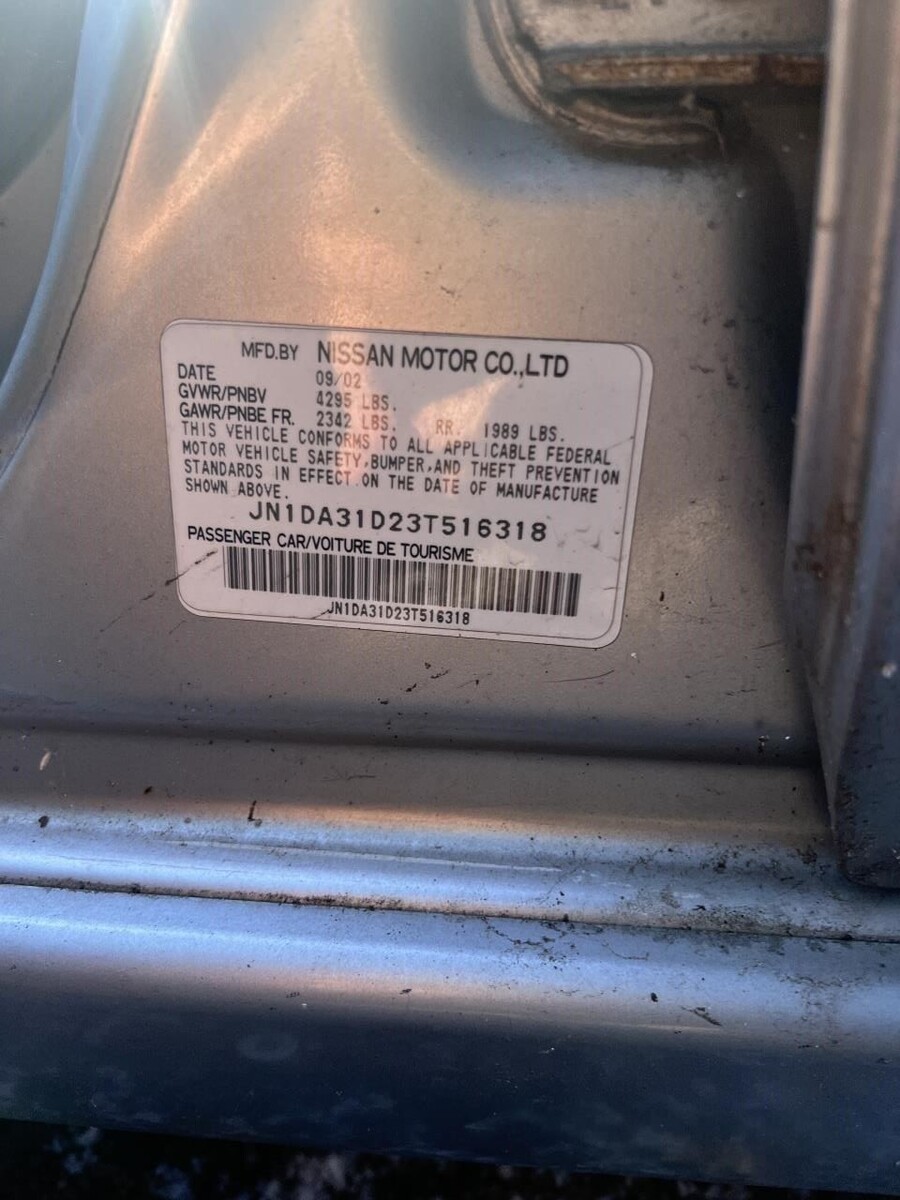 MFD.BY NISSAN MOTOR CO.,LTD
DATE 09/02
GVWR/PNBV 4295 LBS.
GAWR/PNBE FR. 2342 LBS. RR. 1989 LBS.
THIS VEHICLE CONFORMS TO ALL APPLICABLE FEDERAL
MOTOR VEHICLE SAFETY,BUMPER,AND THEFT PREVENTION
STANDARDS IN EFFECT ON THE DATE OF MANUFACTURE
SHOWN ABOVE.
JN1DA31D23T516318
PASSENGER CAR/VOITURE DE TOURISME
JN1DA31D23T516318